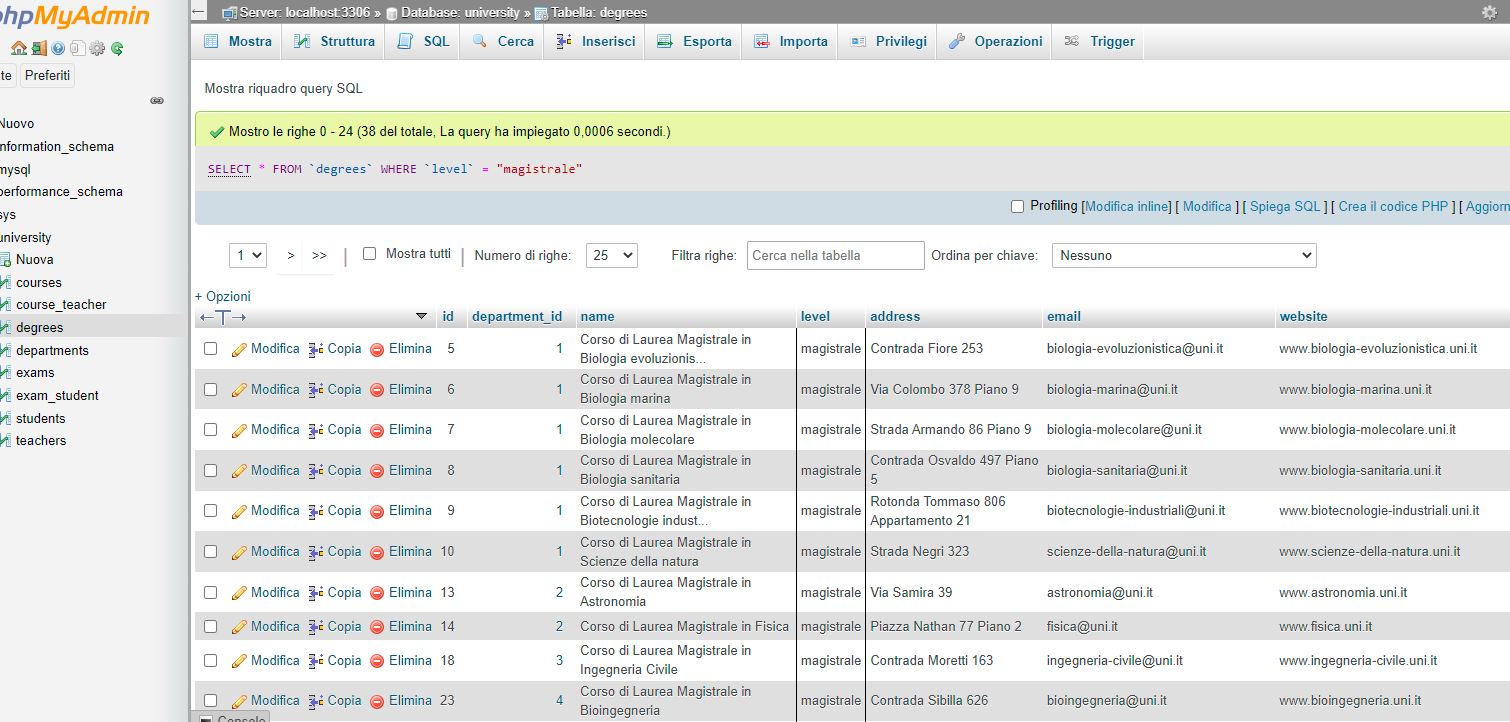 phpMyAdmin
Server: localhost:3306 » Database: university » Tabella: degrees
Mostra Struttura SQL Cerca Inserisci Esporta Importa Privilegi Operazioni Trigger
te Preferiti
Nuovo
information_schema
mysql
performance_schema
sys
university
Nuova
courses
course_teacher
degrees
departments
exams
exam_student
students
teachers
Mostra riquadro query SQL
Mostro le righe 0 - 24 (38 del totale, La query ha impiegato 0,0006 secondi.)
SELECT * FROM `degrees` WHERE `level` = "magistrale"
Profiling [Modifica inline] [ Modifica ] [ Spiega SQL ] [ Crea il codice PHP ] [ Aggiorn
1 > >> | Mostra tutti | Numero di righe: 25 Filtra righe: Cerca nella tabella Ordina per chiave: Nessuno
+ Opzioni
←T→ id department_id name level address email website
Modifica Copia Elimina 5 1 Corso di Laurea Magistrale in Biologia evoluzionis... magistrale Contrada Fiore 253 biologia-evoluzionistica@uni.it www.biologia-evoluzionistica.uni.it
Modifica Copia Elimina 6 1 Corso di Laurea Magistrale in Biologia marina magistrale Via Colombo 378 Piano 9 biologia-marina@uni.it www.biologia-marina.uni.it
Modifica Copia Elimina 7 1 Corso di Laurea Magistrale in Biologia molecolare magistrale Strada Armando 86 Piano 9 biologia-molecolare@uni.it www.biologia-molecolare.uni.it
Modifica Copia Elimina 8 1 Corso di Laurea Magistrale in Biologia sanitaria magistrale Contrada Osvaldo 497 Piano 5 biologia-sanitaria@uni.it www.biologia-sanitaria.uni.it
Modifica Copia Elimina 9 1 Corso di Laurea Magistrale in Biotecnologie indust... magistrale Rotonda Tommaso 806 Appartamento 21 biotecnologie-industriali@uni.it www.biotecnologie-industriali.uni.it
Modifica Copia Elimina 10 1 Corso di Laurea Magistrale in Scienze della natura magistrale Strada Negri 323 scienze-della-natura@uni.it www.scienze-della-natura.uni.it
Modifica Copia Elimina 13 2 Corso di Laurea Magistrale in Astronomia magistrale Via Samira 39 astronomia@uni.it www.astronomia.uni.it
Modifica Copia Elimina 14 2 Corso di Laurea Magistrale in Fisica magistrale Piazza Nathan 77 Piano 2 fisica@uni.it www.fisica.uni.it
Modifica Copia Elimina 18 3 Corso di Laurea Magistrale in Ingegneria Civile magistrale Contrada Moretti 163 ingegneria-civile@uni.it www.ingegneria-civile.uni.it
Modifica Copia Elimina 23 4 Corso di Laurea Magistrale in Bioingegneria magistrale Contrada Sibilla 626 bioingegneria@uni.it www.bioingegneria.uni.it
Console